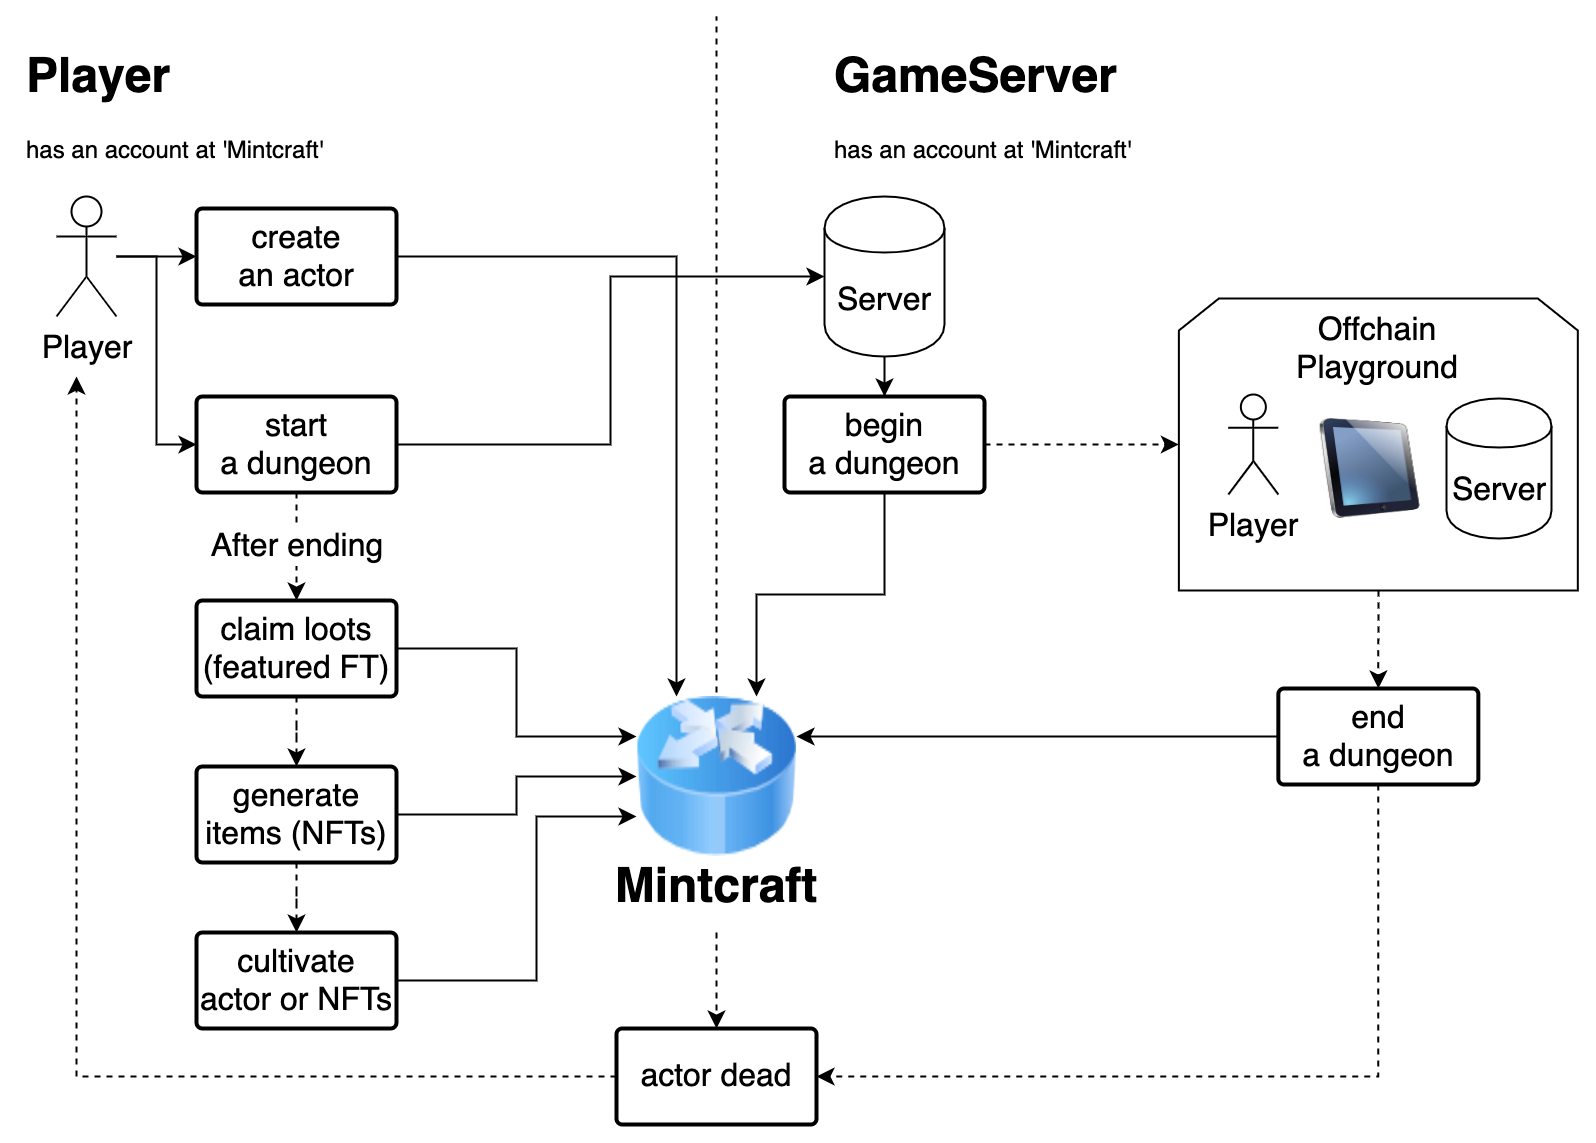 Player
has an account at 'Mintcraft'
Player
create
an actor
start
a dungeon
After ending
claim loots
(featured FT)
generate
items (NFTs)
cultivate
actor or NFTs
GameServer
has an account at 'Mintcraft'
Server
begin
a dungeon
Offchain
Playground
Player
Server
end
a dungeon
Mintcraft
actor dead